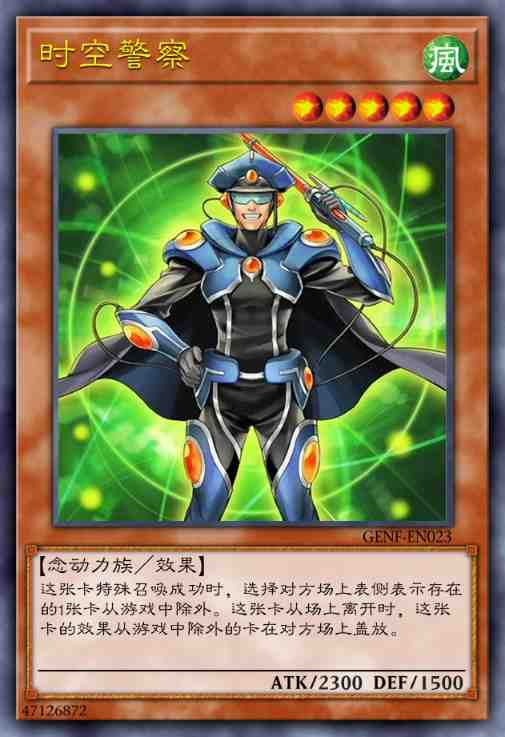 时空警察
風
GENF-EN023
【念动力族／效果】
这张卡特殊召唤成功时，选择对方场上表侧表示存在
的1张卡从游戏中除外。这张卡从场上离开时，这张
卡的效果从游戏中除外的卡在对方场上盖放。
ATK/2300 DEF/1500
47126872